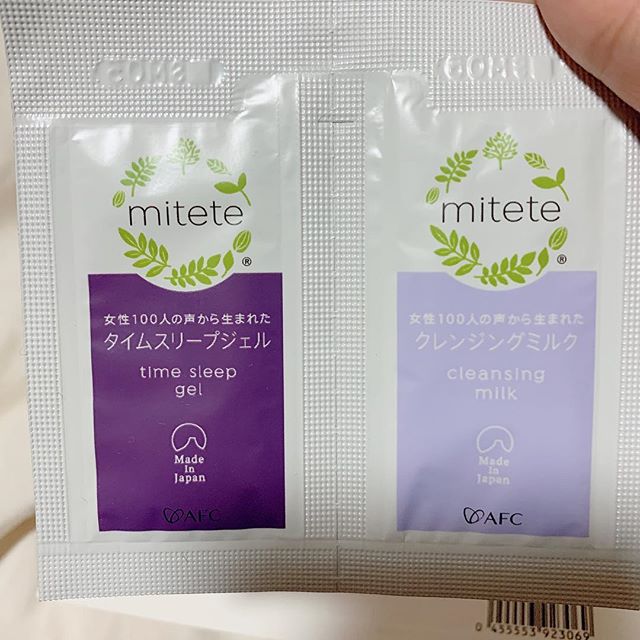 mitete
®
女性100人の声から生まれた
タイムスリープジェル
time sleep
gel
Made
In
Japan
AFC
mitete
®
女性100人の声から生まれた
クレンジングミルク
cleansing
milk
Made
In
Japan
AFC
0 455553 923069